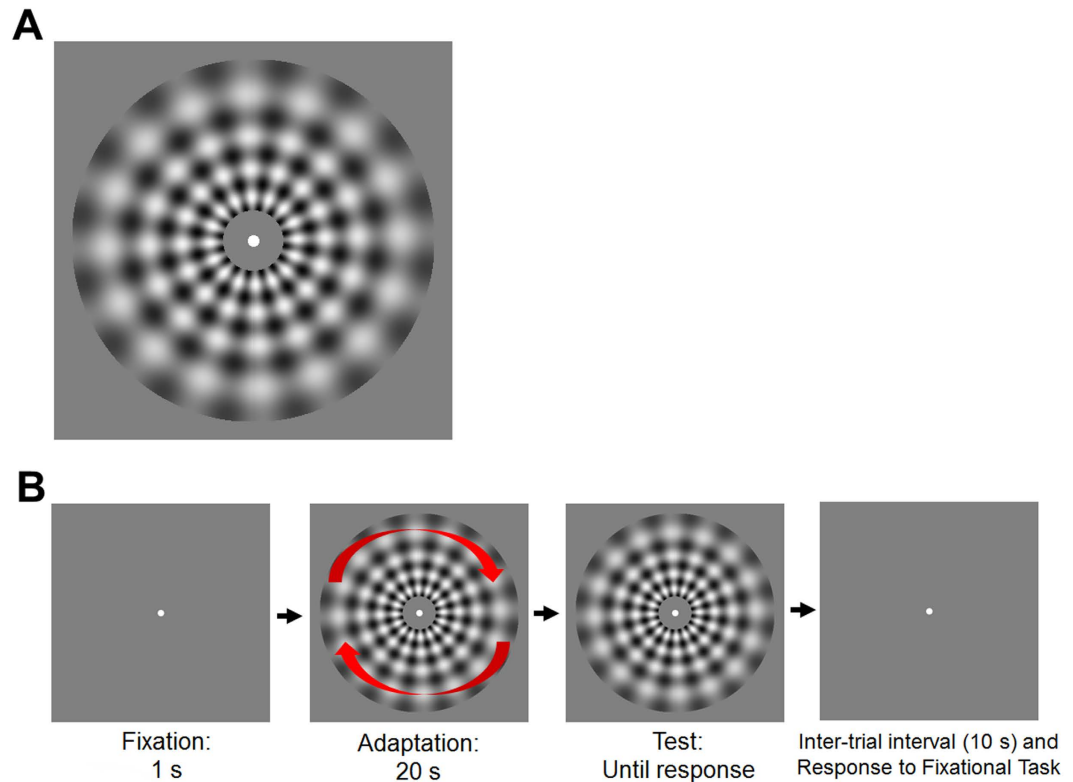 A
B
Fixation:
1 s
Adaptation:
20 s
Test:
Until response
Inter-trial interval (10 s) and
Response to Fixational Task